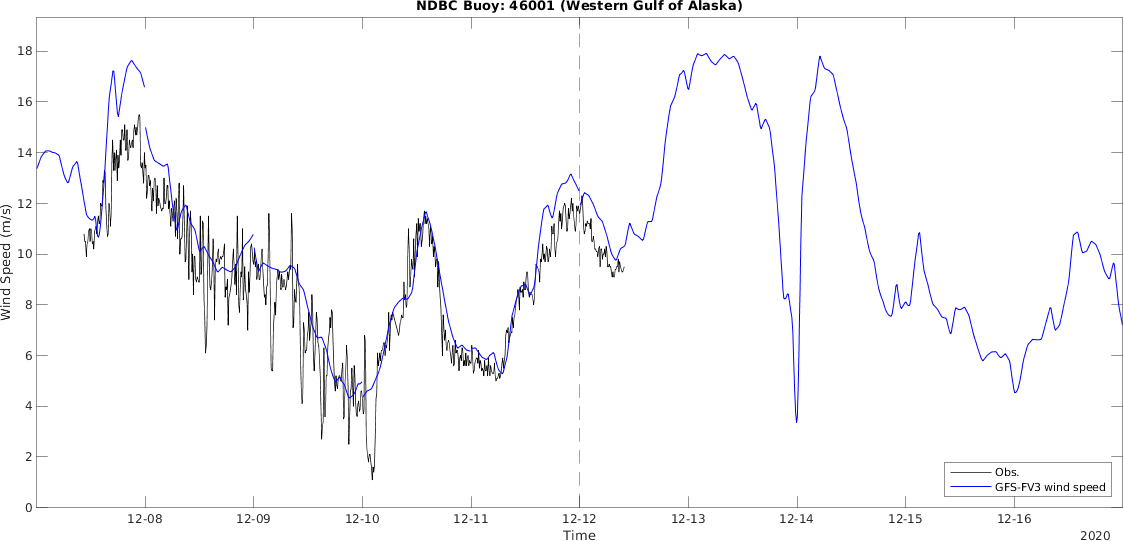 NDBC Buoy: 46001 (Western Gulf of Alaska)
18
16
14
12
10
8
6
4
2
0
Wind Speed (m/s)
12-08 12-09 12-10 12-11 12-12 12-13 12-14 12-15 12-16
Time
2020
Obs.
GFS-FV3 wind speed